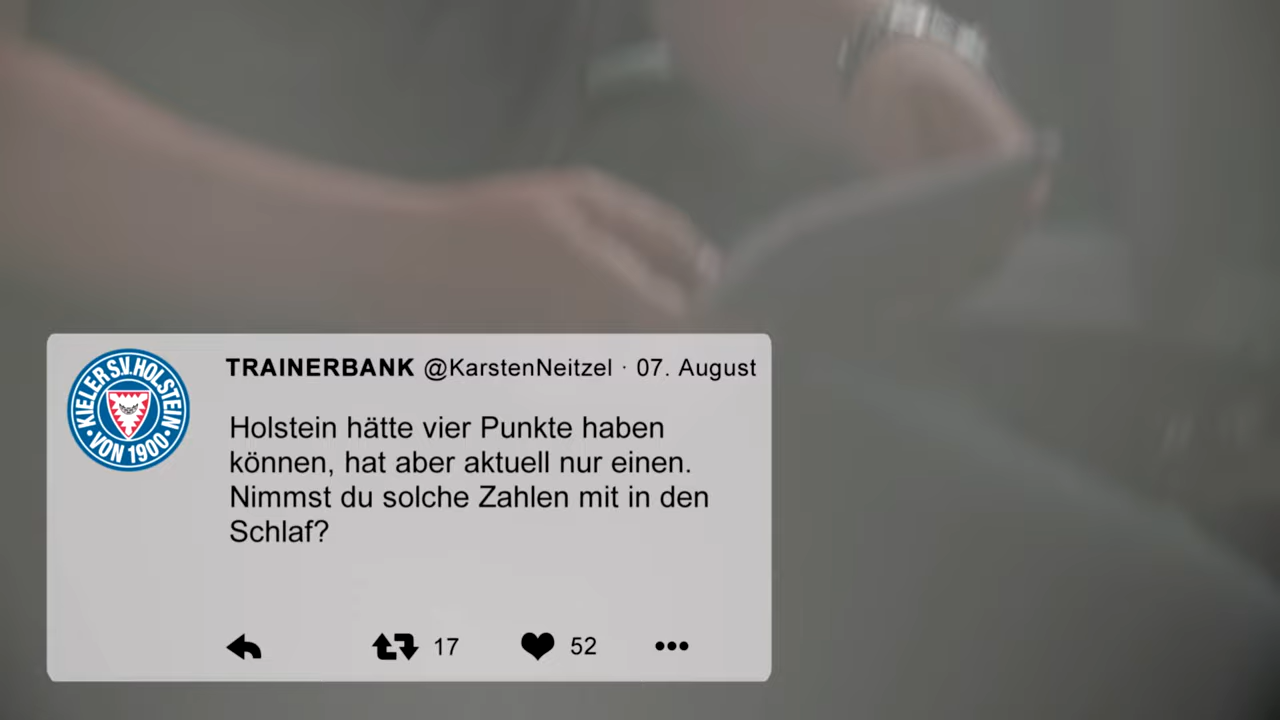 KIELER S.V. HOLSTEIN
• VON 1900 •
TRAINERBANK @KarstenNeitzel · 07. August
Holstein hätte vier Punkte haben
können, hat aber aktuell nur einen.
Nimmst du solche Zahlen mit in den
Schlaf?
17 52